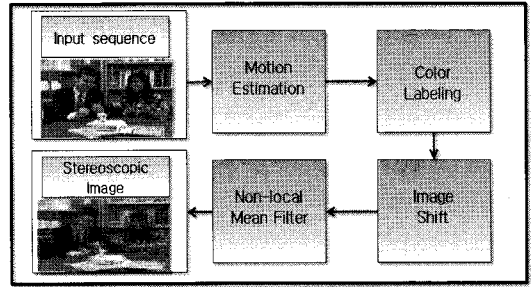 Input sequence
Motion
Estimation
Color
Labeling
Image
Shift
Non-local
Mean Filter
Stereoscopic
Image